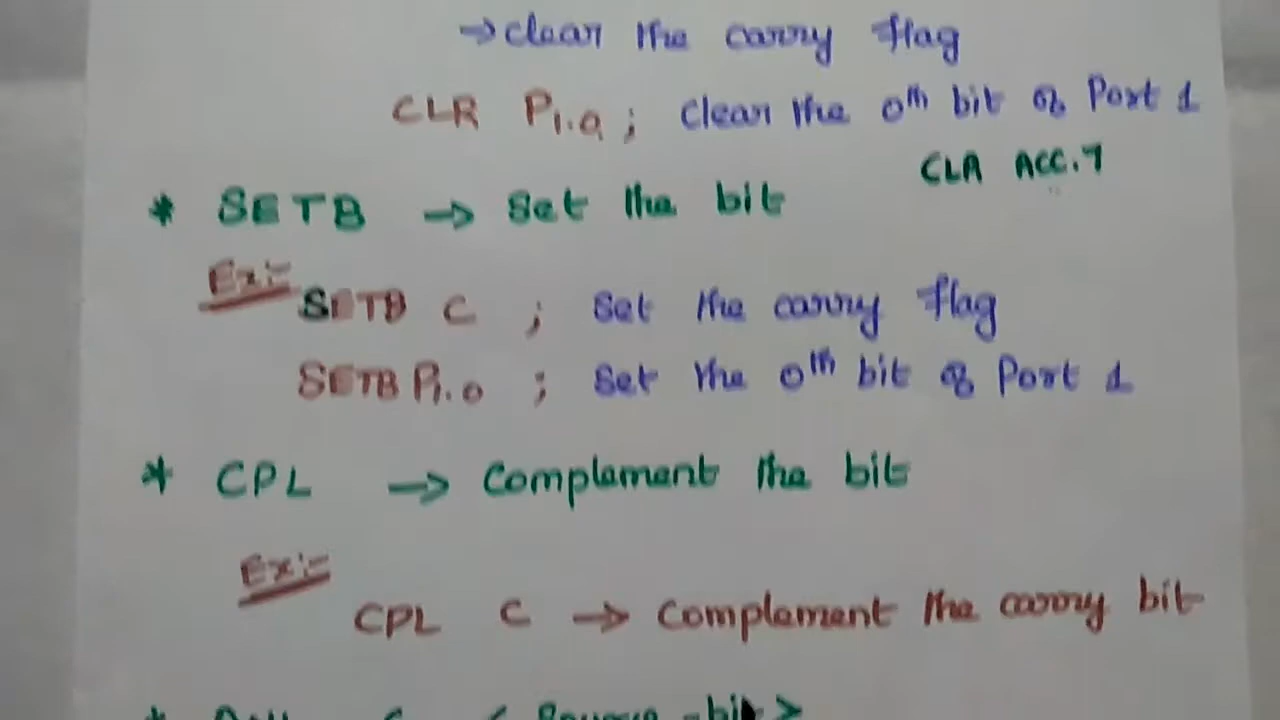 → clear the carry flag
CLR P1.0 ; Clear the 0th bit of Port 1
CLR ACC.7
* SETB → Set the bit
Ex:-
SETB C ; Set the carry flag
SETB P1.0 ; Set the 0th bit of Port 1
* CPL → Complement the bit
Ex:-
CPL C → Complement the carry bit